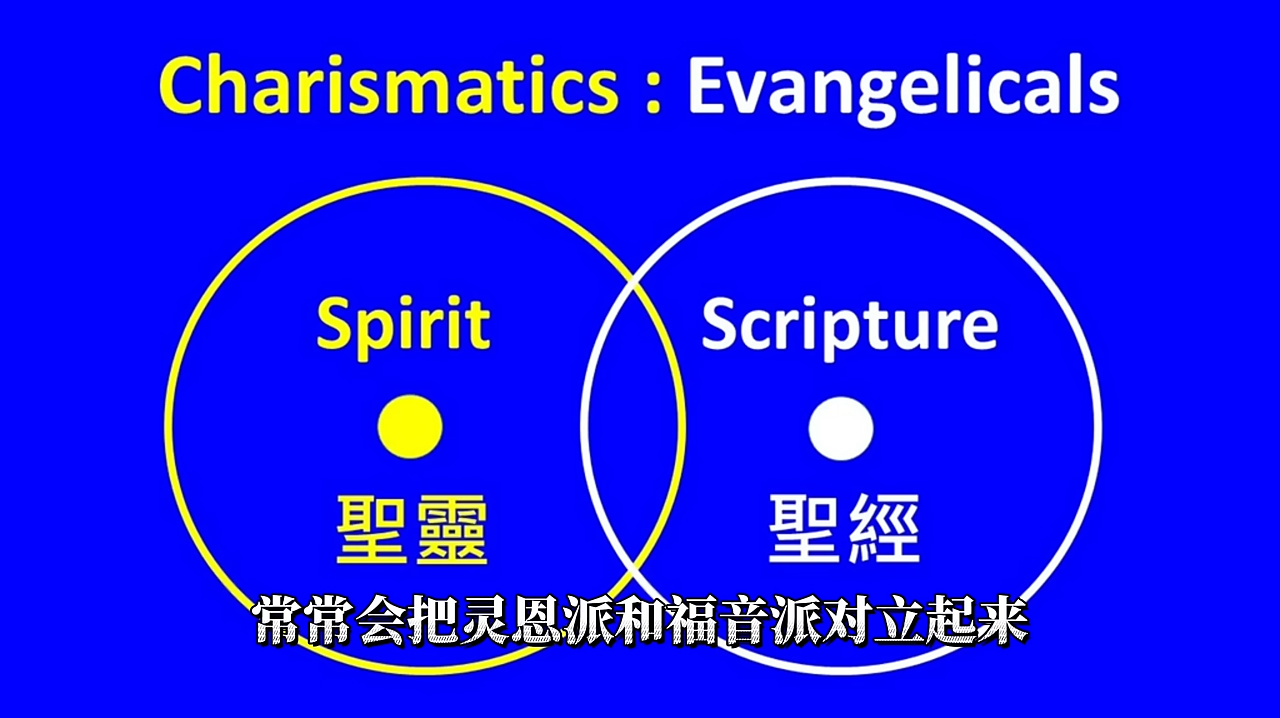 Charismatics : Evangelicals
Spirit
Scripture
聖靈
聖經
常常会把灵恩派和福音派对立起来